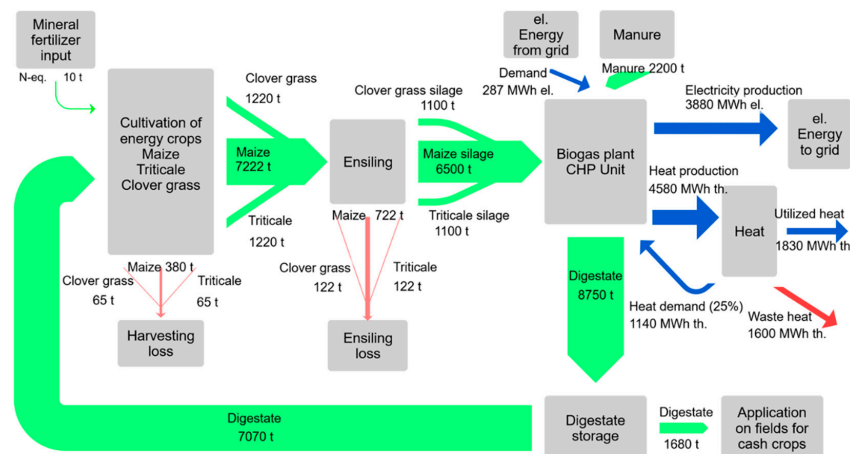 Mineral
fertilizer
input
N-eq. 10 t
Cultivation of
energy crops
Maize
Triticale
Clover grass
Clover grass
1220 t
Maize
7222 t
Triticale
1220 t
Maize 380 t
Clover grass
65 t
Triticale
65 t
Harvesting
loss
Ensiling
Maize 722 t
Clover grass
122 t
Triticale
122 t
Ensiling
loss
Clover grass silage
1100 t
Maize silage
6500 t
Triticale silage
1100 t
el.
Energy
from grid
Demand
287 MWh el.
Manure
Manure 2200 t
Biogas plant
CHP Unit
Electricity production
3880 MWh el.
el.
Energy
to grid
Heat production
4580 MWh th.
Heat
Utilized heat
1830 MWh th.
Heat demand (25%)
1140 MWh th.
Waste heat
1600 MWh th.
Digestate
8750 t
Digestate
storage
Digestate
1680 t
Application
on fields for
cash crops
Digestate
7070 t